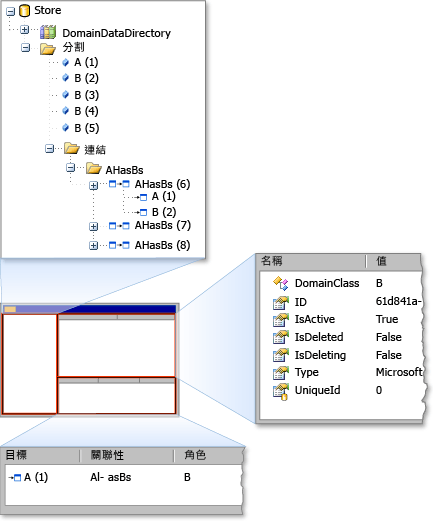 Store
DomainDataDirectory
分割
A (1)
B (2)
B (3)
B (4)
B (5)
連結
AHasBs
AHasBs (6)
A (1)
B (2)
AHasBs (7)
AHasBs (8)
名稱 值
DomainClass B
ID 61d841a-
IsActive True
IsDeleted False
IsDeleting False
Type Microsoft
UniqueId 0
目標 關聯性 角色
A (1) Al- asBs B